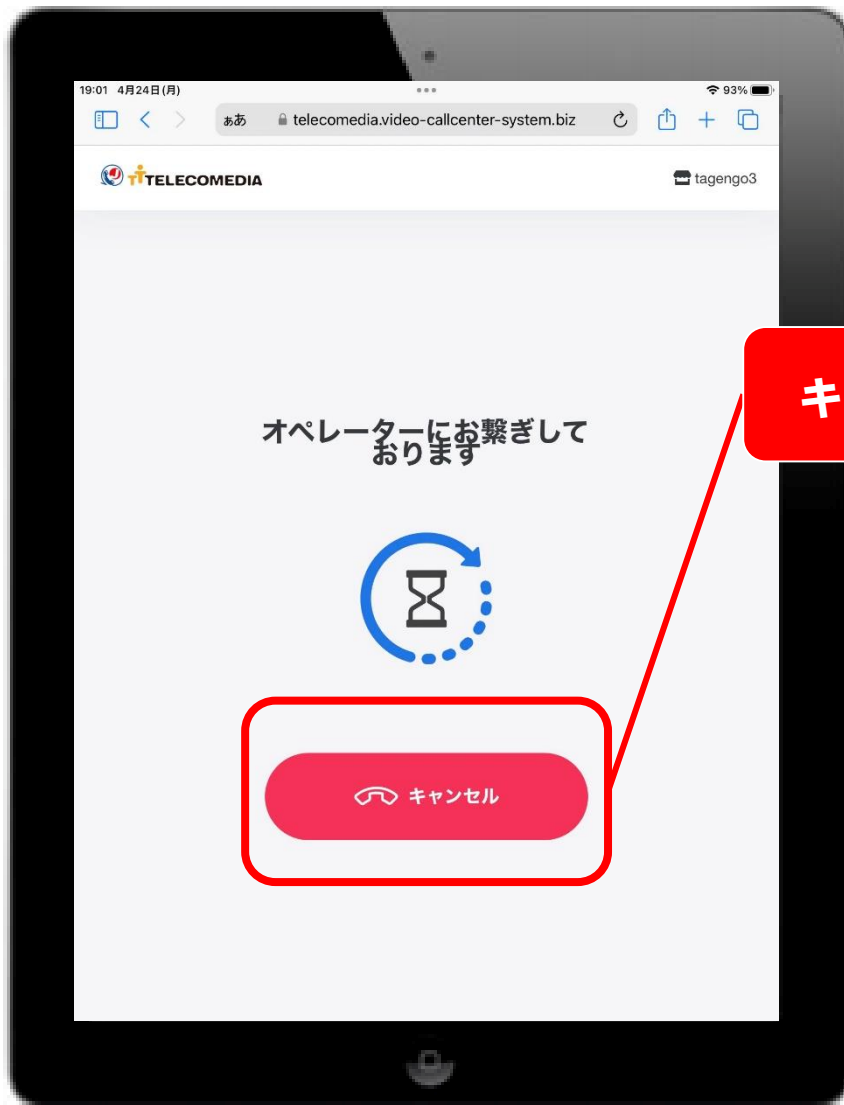 19:01 4月24日(月)
93%
ぁあ telecomedia.video-callcenter-system.biz
TELECOMEDIA
tagengo3
オペレーターにお繋ぎして
おります
キ
キャンセル